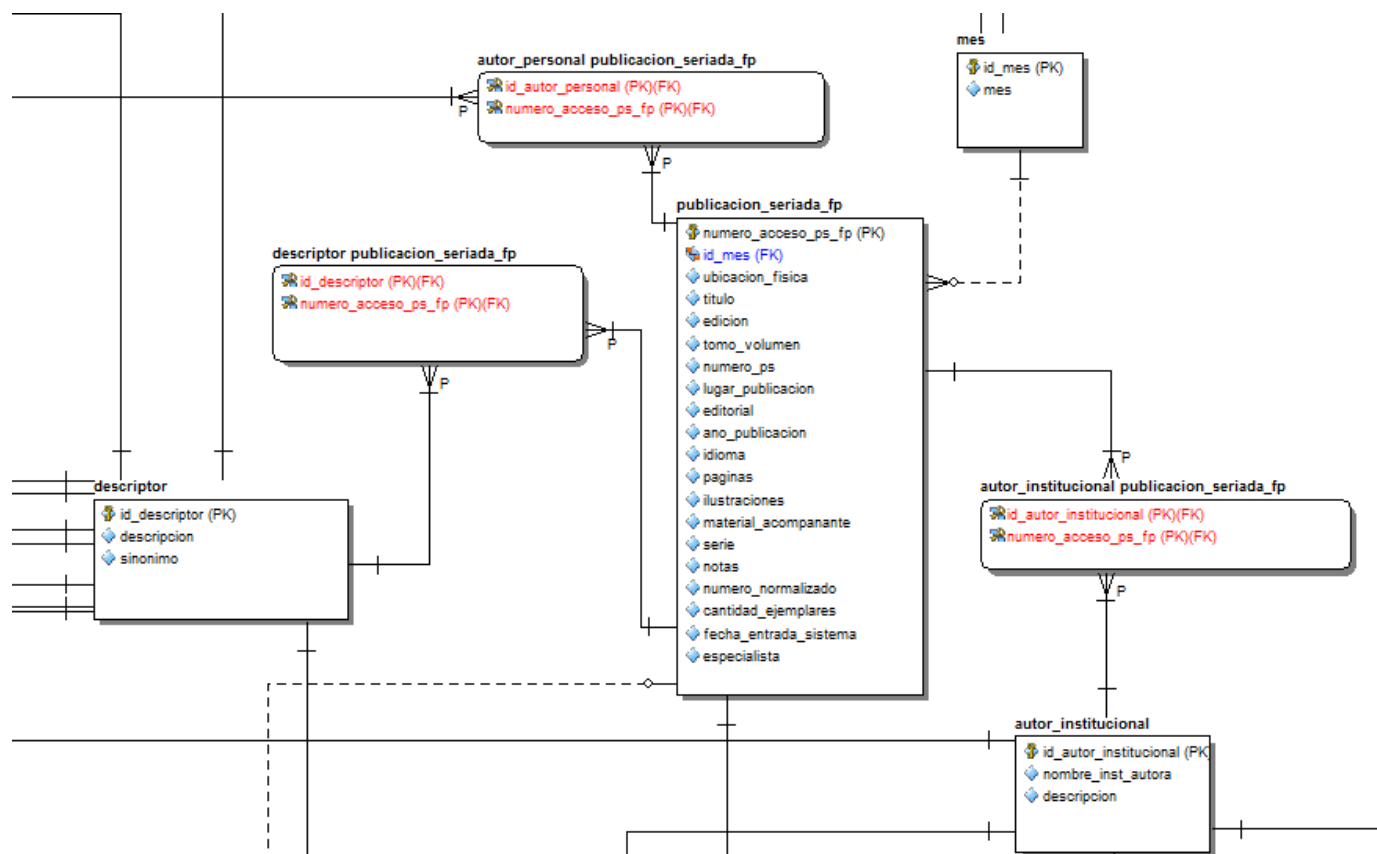 autor_personal publicacion_seriada_fp
id_autor_personal (PK)(FK)
numero_acceso_ps_fp (PK)(FK)
P
P
mes
id_mes (PK)
mes
publicacion_seriada_fp
numero_acceso_ps_fp (PK)
id_mes (FK)
ubicacion_fisica
titulo
edicion
tomo_volumen
numero_ps
lugar_publicacion
editorial
ano_publicacion
idioma
paginas
ilustraciones
material_acompanante
serie
notas
numero_normalizado
cantidad_ejemplares
fecha_entrada_sistema
especialista
descriptor publicacion_seriada_fp
id_descriptor (PK)(FK)
numero_acceso_ps_fp (PK)(FK)
P
P
descriptor
id_descriptor (PK)
descripcion
sinonimo
P
autor_institucional publicacion_seriada_fp
id_autor_institucional (PK)(FK)
numero_acceso_ps_fp (PK)(FK)
P
autor_institucional
id_autor_institucional (PK)
nombre_inst_autora
descripcion